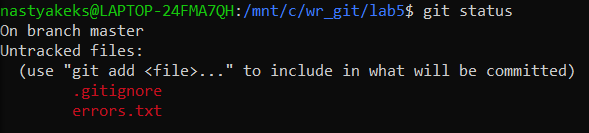 nastyakeks@LAPTOP-24FMA7QH:/mnt/c/wr_git/lab5$ git status
On branch master
Untracked files:
  (use "git add <file>..." to include in what will be committed)
        .gitignore
        errors.txt